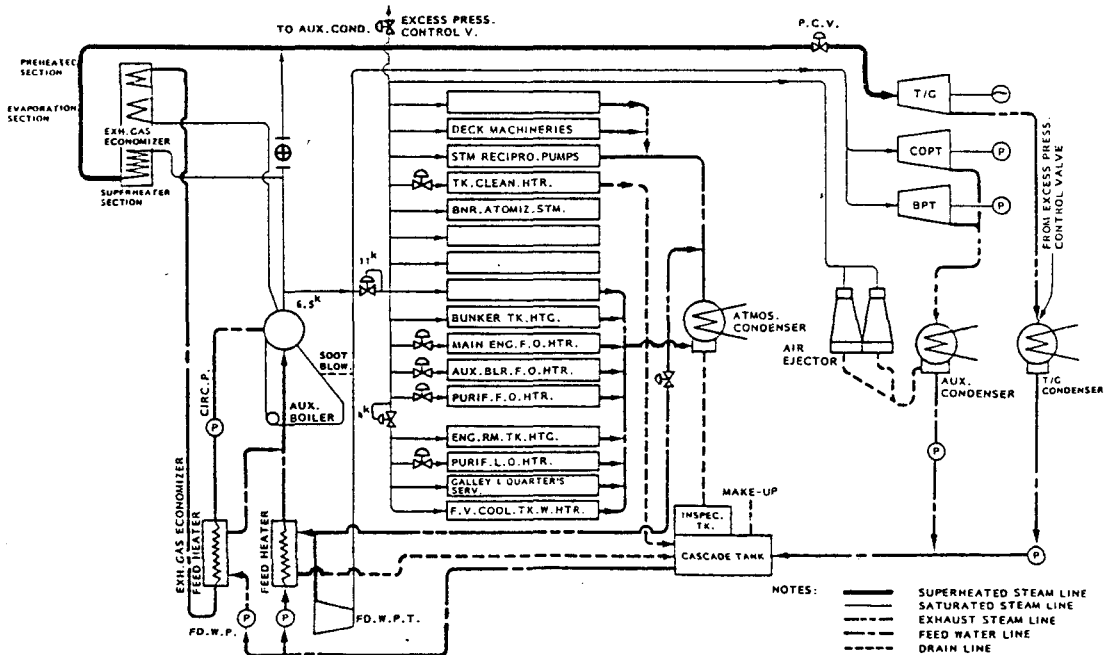 TO AUX.COND.
EXCESS PRESS.
CONTROL V.
P.C.V.
PREHEATED
SECTION
EVAPORATION
SECTION
EXH.GAS
ECONOMIZER
SUPERHEATER
SECTION
T/G
DECK MACHINERIES
STM RECIPRO.PUMPS
COPT
P
TK.CLEAN.HTR.
BNR.ATOMIZ.STM.
BPT
P
FROM EXCESS PRESS.
CONTROL VALVE
11k
6.5k
BUNKER TK.HTG.
MAIN ENG.F.O.HTR.
ATMOS.
CONDENSER
AIR
EJECTOR
AUX.
CONDENSER
T/G
CONDENSER
SOOT
BLOW.
AUX.BLR.F.O.HTR.
CIRC.P.
P
AUX.
BOILER
PURIF.F.O.HTR.
4k
ENG.RM.TK.HTG.
P
PURIF.L.O.HTR.
GALLEY & QUARTER'S
SERV.
MAKE-UP
F.V.COOL.TK.W.HTR.
INSPEC.
TK.
EXH.GAS ECONOMIZER
FEED HEATER
FEED HEATER
CASCADE TANK
P
NOTES:
SUPERHEATED STEAM LINE
SATURATED STEAM LINE
EXHAUST STEAM LINE
FEED WATER LINE
DRAIN LINE
P
P
FD.W.P.
FD.W.P.T.